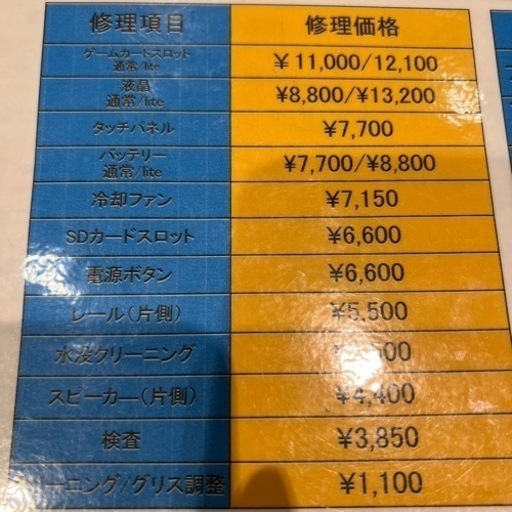 修理項目 修理価格
ゲームカードスロット
通常/lite ¥11,000/12,100
液晶
通常/lite ¥8,800/¥13,200
タッチパネル ¥7,700
バッテリー
通常/lite ¥7,700/¥8,800
冷却ファン ¥7,150
SDカードスロット ¥6,600
電源ボタン ¥6,600
レール(片側) ¥5,500
水没クリーニング
スピーカー(片側) ¥4,400
検査 ¥3,850
クリーニング/グリス調整 ¥1,100